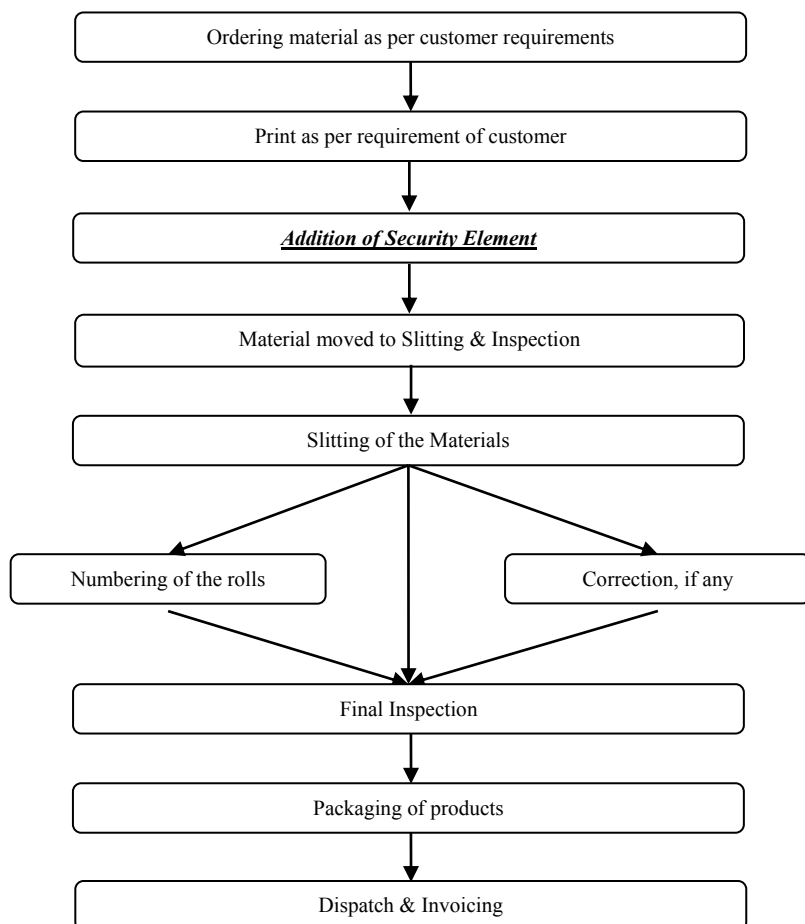 Ordering material as per customer requirements
Print as per requirement of customer
Addition of Security Element
Material moved to Slitting & Inspection
Slitting of the Materials
Numbering of the rolls
Correction, if any
Final Inspection
Packaging of products
Dispatch & Invoicing